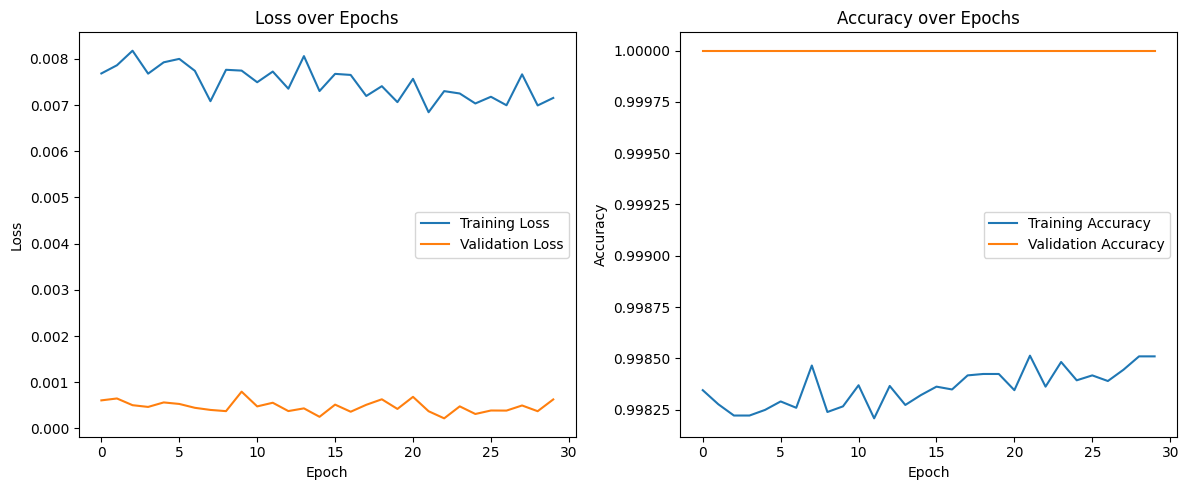 Loss over Epochs
Loss
0.008
0.007
0.006
0.005
0.004
0.003
0.002
0.001
0.000
Training Loss
Validation Loss
0 5 10 15 20 25 30
Epoch
Accuracy over Epochs
Accuracy
1.00000
0.99975
0.99950
0.99925
0.99900
0.99875
0.99850
0.99825
Training Accuracy
Validation Accuracy
0 5 10 15 20 25 30
Epoch